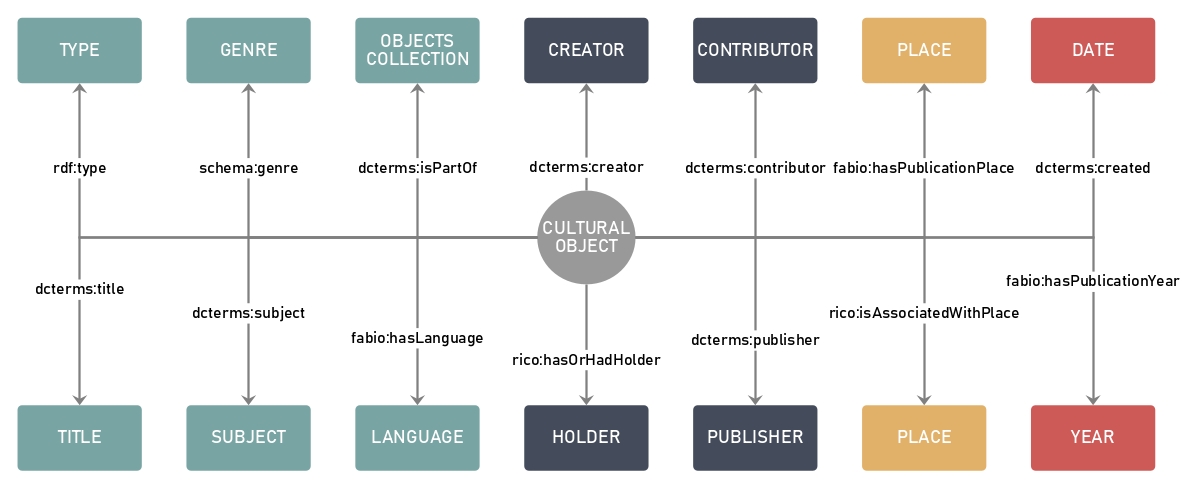 TYPE
GENRE
OBJECTS
COLLECTION
CREATOR
CONTRIBUTOR
PLACE
DATE
rdf:type
schema:genre
dcterms:isPartOf
dcterms:creator
dcterms:contributor
fabio:hasPublicationPlace
dcterms:created
CULTURAL
OBJECT
dcterms:title
dcterms:subject
fabio:hasLanguage
rico:hasOrHadHolder
dcterms:publisher
rico:isAssociatedWithPlace
fabio:hasPublicationYear
TITLE
SUBJECT
LANGUAGE
HOLDER
PUBLISHER
PLACE
YEAR